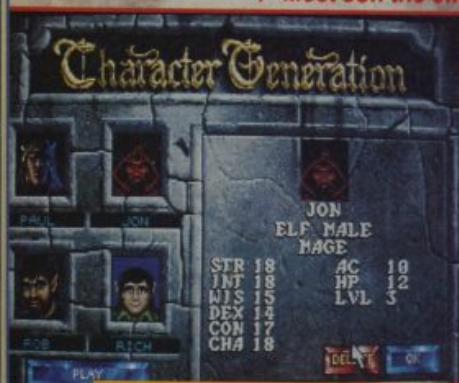 Character Generation
PAUL JON
JON
ELF MALE
MAGE
STR 18 AC 10
INT 18 HP 12
WIS 15 LVL 3
DEX 14
CON 17
CHA 18
ROB RICH
OK
PLAY